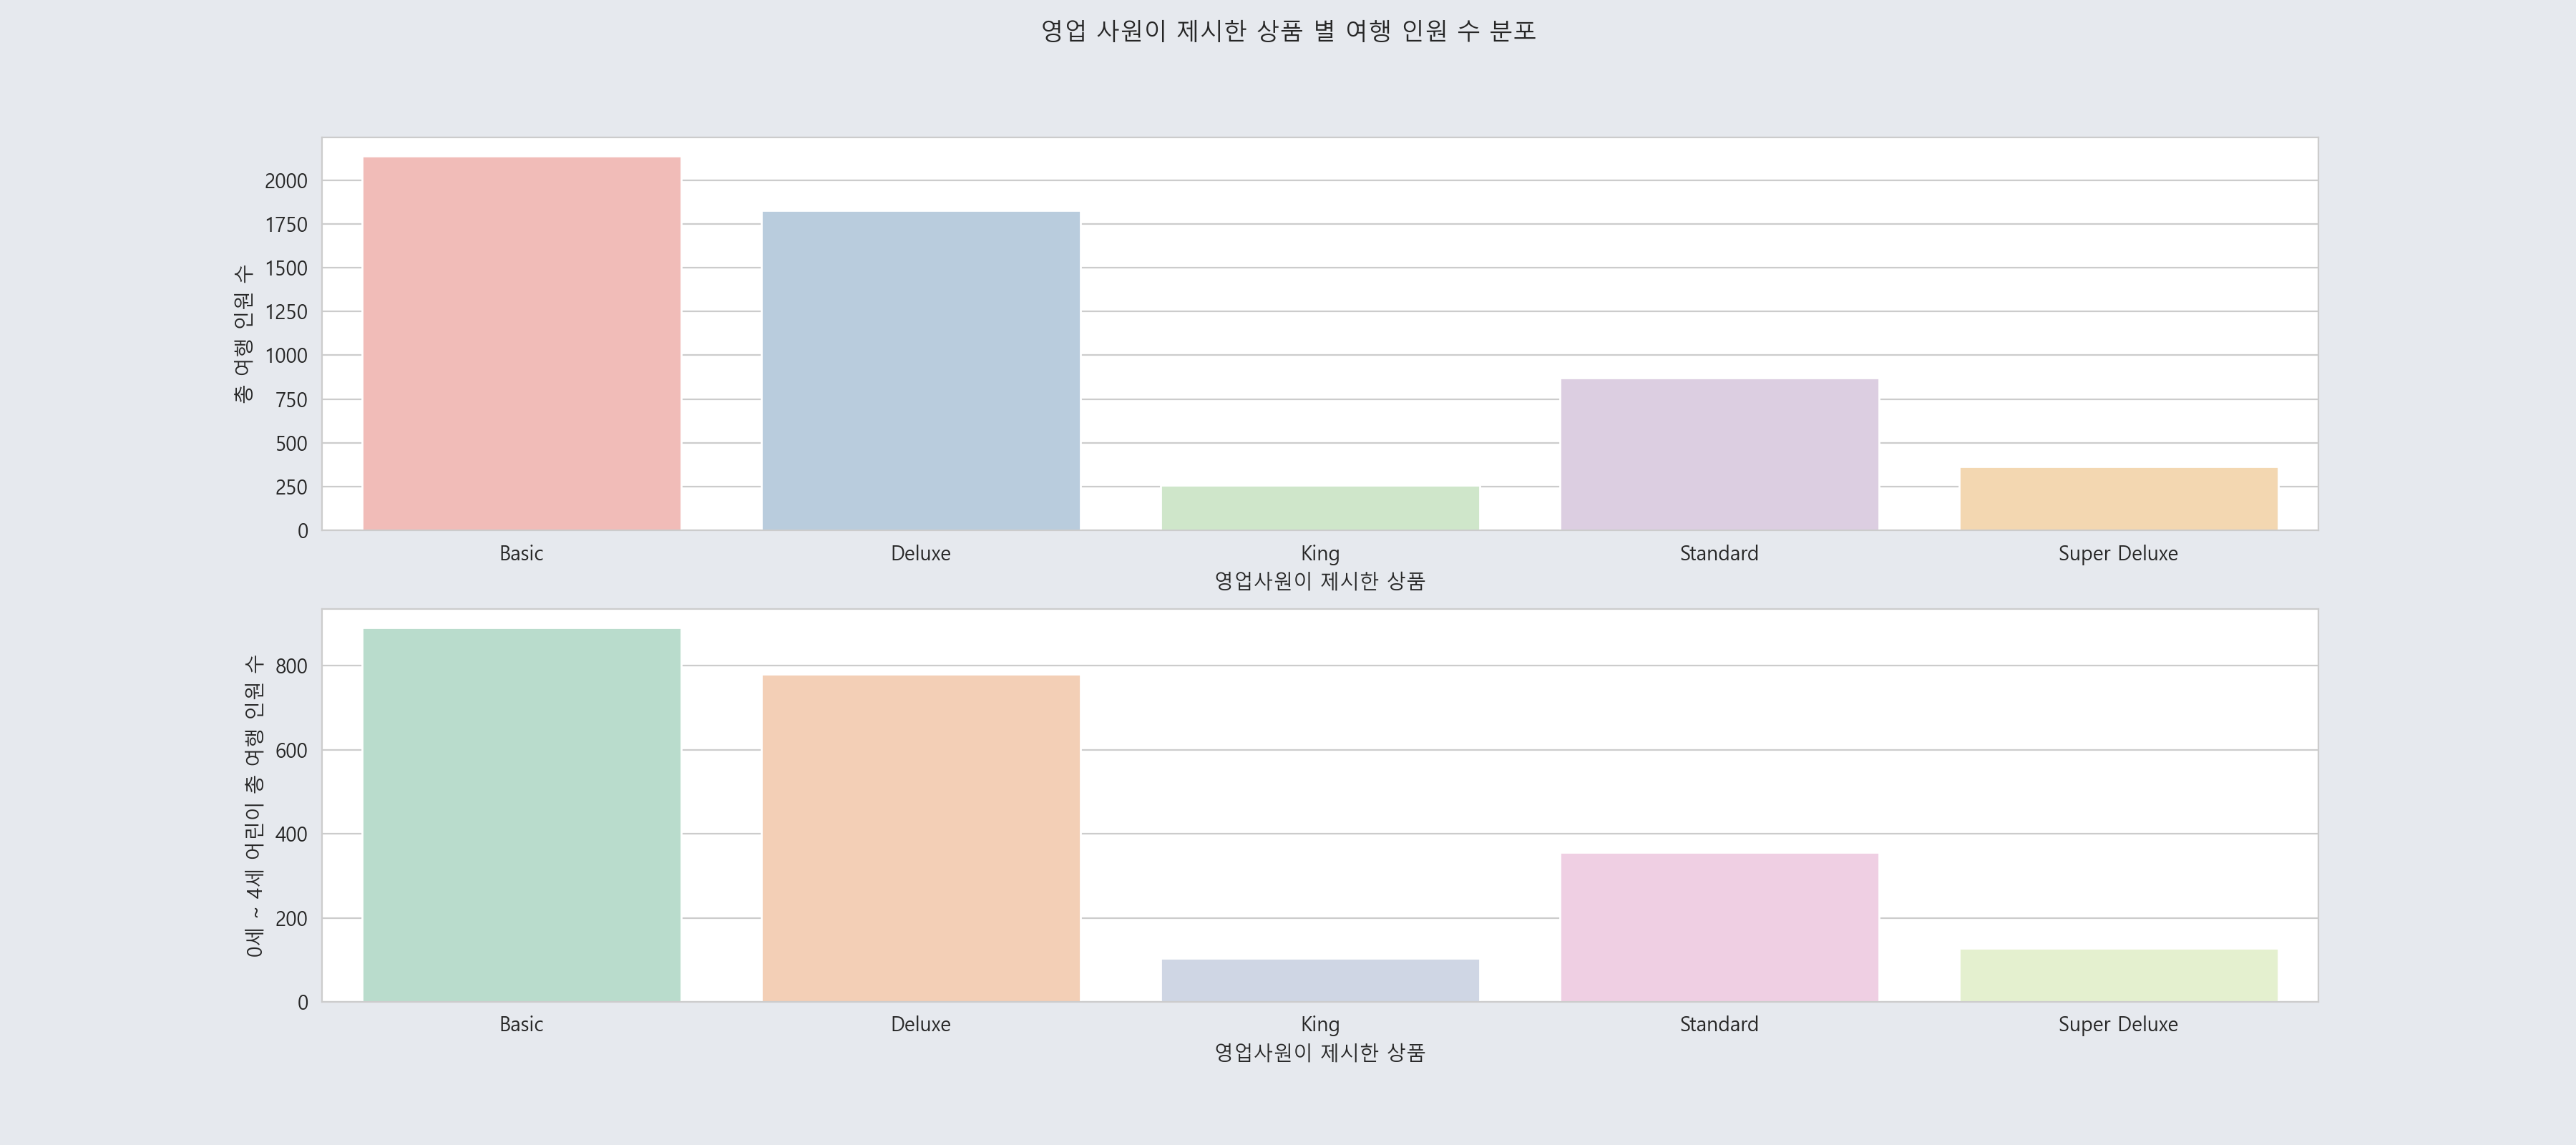 영업 사원이 제시한 상품 별 여행 인원 수 분포
총 여행 인원 수
2000
1750
1500
1250
1000
750
500
250
0
Basic Deluxe King Standard Super Deluxe
영업사원이 제시한 상품
0세 ~ 4세 어린이 총 여행 인원 수
800
600
400
200
0
Basic Deluxe King Standard Super Deluxe
영업사원이 제시한 상품